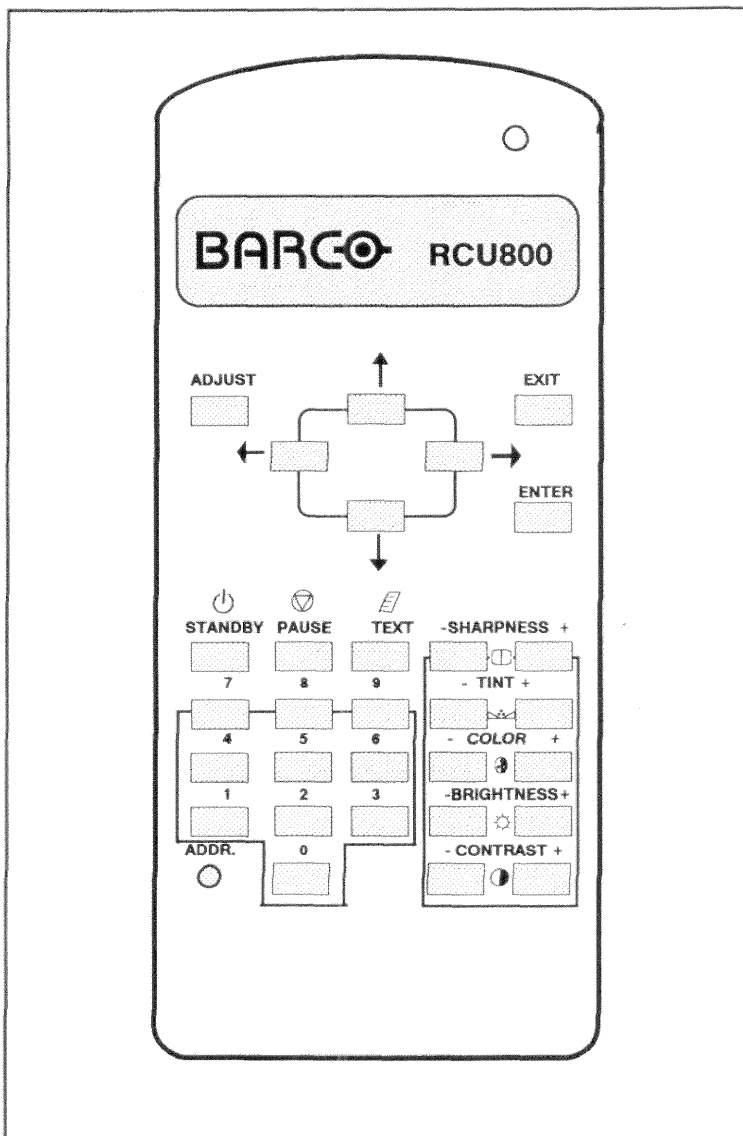 BARCO RCU800
ADJUST EXIT
ENTER
STANDBY PAUSE TEXT -SHARPNESS +
7 8 9 - TINT +
4 5 6 - COLOR +
1 2 3 -BRIGHTNESS+
ADDR. 0 - CONTRAST +